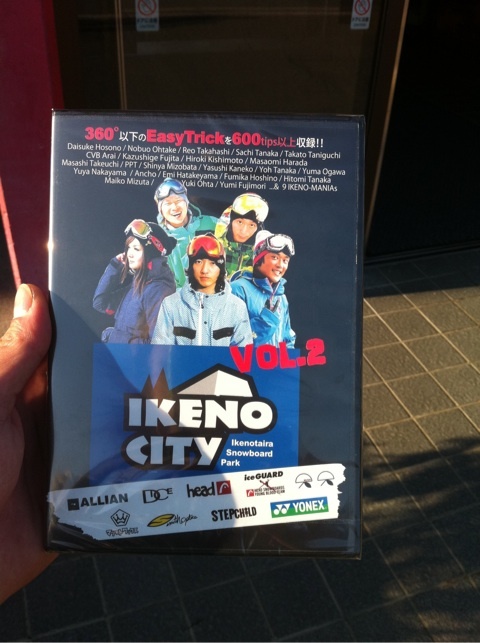 360°以下のEasyTrickを600tips以上収録!!
Daisuke Hosono / Nobuo Ohtake / Reo Takahashi / Sachi Tanaka / Takato Taniguchi
CVB Arai / Kazushige Fujita / Hiroki Kishimoto / Masaomi Harada
Masashi Takeuchi / PPT / Shinya Mizobata / Yasushi Kaneko / Yoh Tanaka / Yuma Ogawa
Yuya Nakayama / Ancho / Emi Hatakeyama / Fumika Hoshino / Hitomi Tanaka
Maiko Mizuta / Yuki Ohta / Yumi Fujimori ...& 9 IKENO-MANIAs
VOL.2
IKENO
CITY
Ikenotaira
Snowboard
Park
ALLIAN
head
iceGUARD
STEPCHILD
YONEX